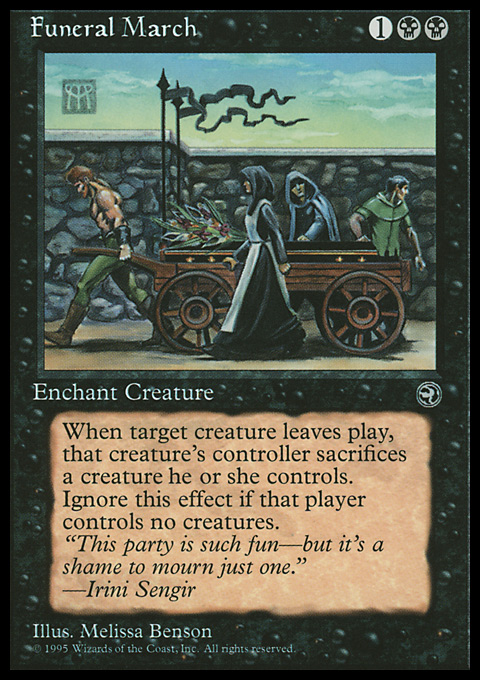 Funeral March 1
Enchant Creature
When target creature leaves play,
that creature's controller sacrifices
a creature he or she controls.
Ignore this effect if that player
controls no creatures.
"This party is such fun—but it's a
shame to mourn just one."
—Irini Sengir
Illus. Melissa Benson
© 1995 Wizards of the Coast, Inc. All rights reserved.